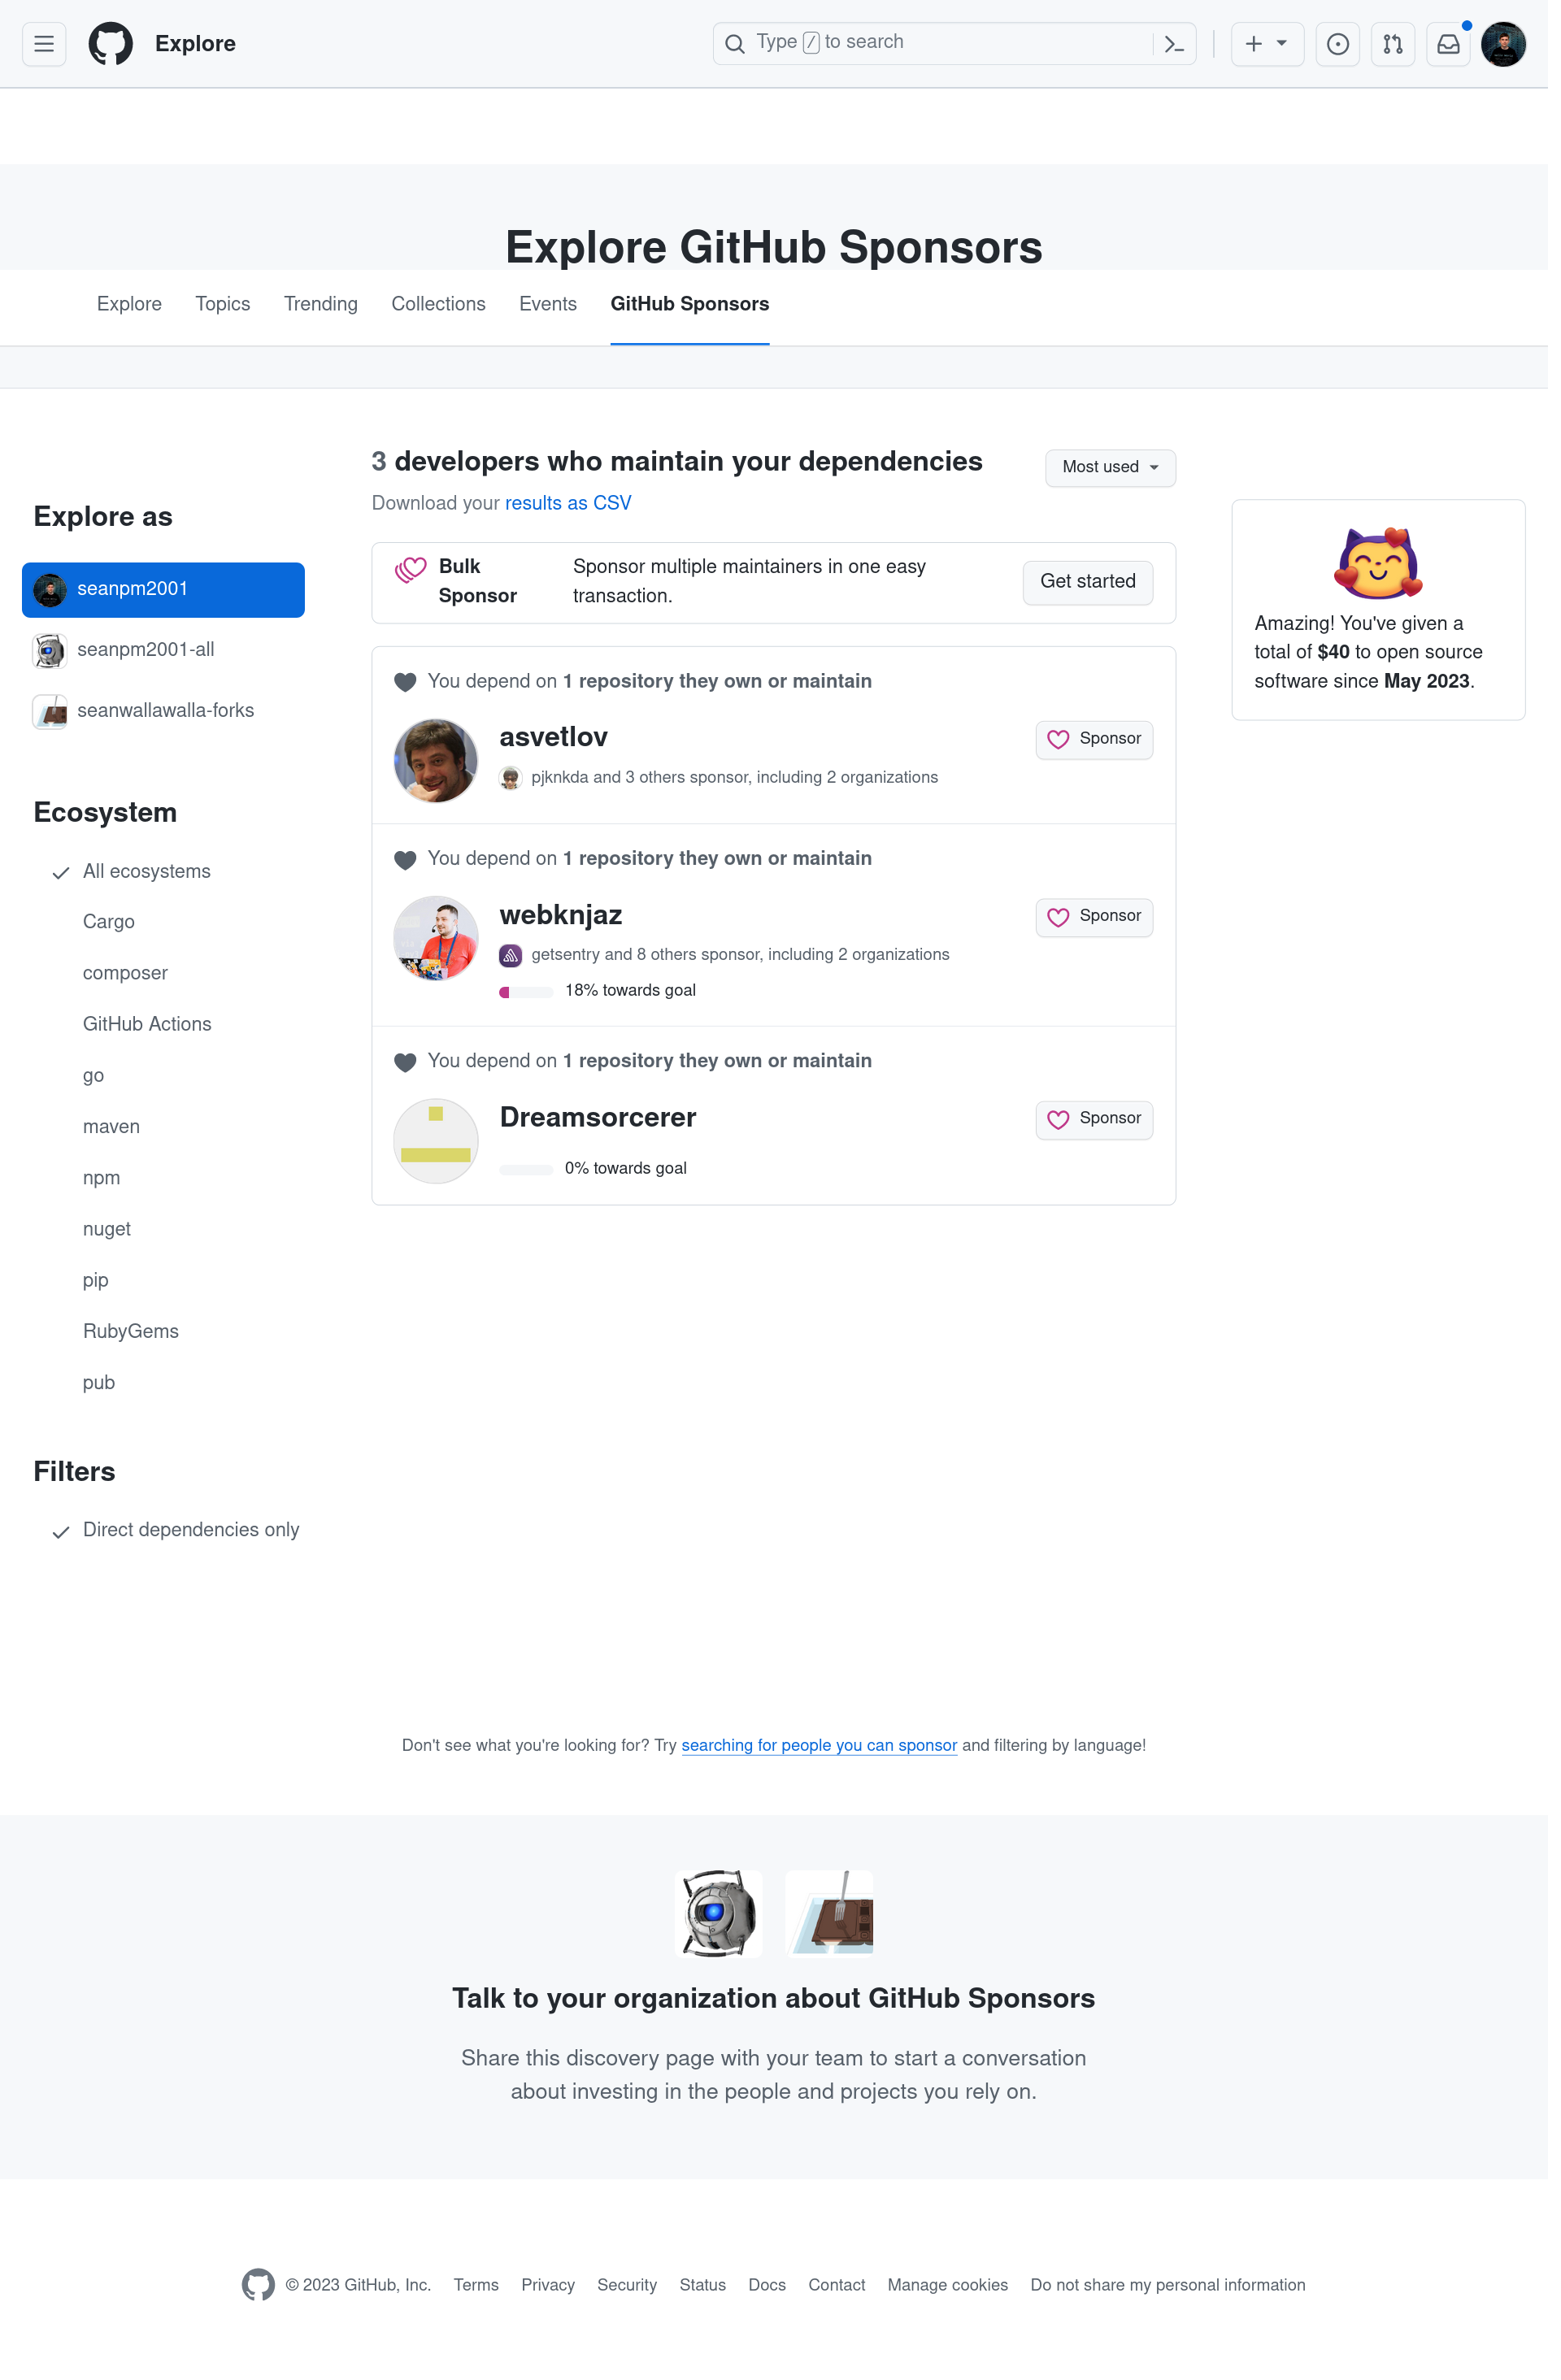 Explore
Type / to search
Explore GitHub Sponsors
Explore Topics Trending Collections Events GitHub Sponsors
3 developers who maintain your dependencies
Most used
Download your results as CSV
Explore as
seanpm2001
seanpm2001-all
seanwallawalla-forks
Ecosystem
All ecosystems
Cargo
composer
GitHub Actions
go
maven
npm
nuget
pip
RubyGems
pub
Filters
Direct dependencies only
Bulk
Sponsor
Sponsor multiple maintainers in one easy
transaction.
Get started
You depend on 1 repository they own or maintain
asvetlov
Sponsor
pjknkda and 3 others sponsor, including 2 organizations
You depend on 1 repository they own or maintain
webknjaz
Sponsor
getsentry and 8 others sponsor, including 2 organizations
18% towards goal
You depend on 1 repository they own or maintain
Dreamsorcerer
Sponsor
0% towards goal
Amazing! You've given a
total of $40 to open source
software since May 2023.
Don't see what you're looking for? Try searching for people you can sponsor and filtering by language!
Talk to your organization about GitHub Sponsors
Share this discovery page with your team to start a conversation
about investing in the people and projects you rely on.
© 2023 GitHub, Inc. Terms Privacy Security Status Docs Contact Manage cookies Do not share my personal information